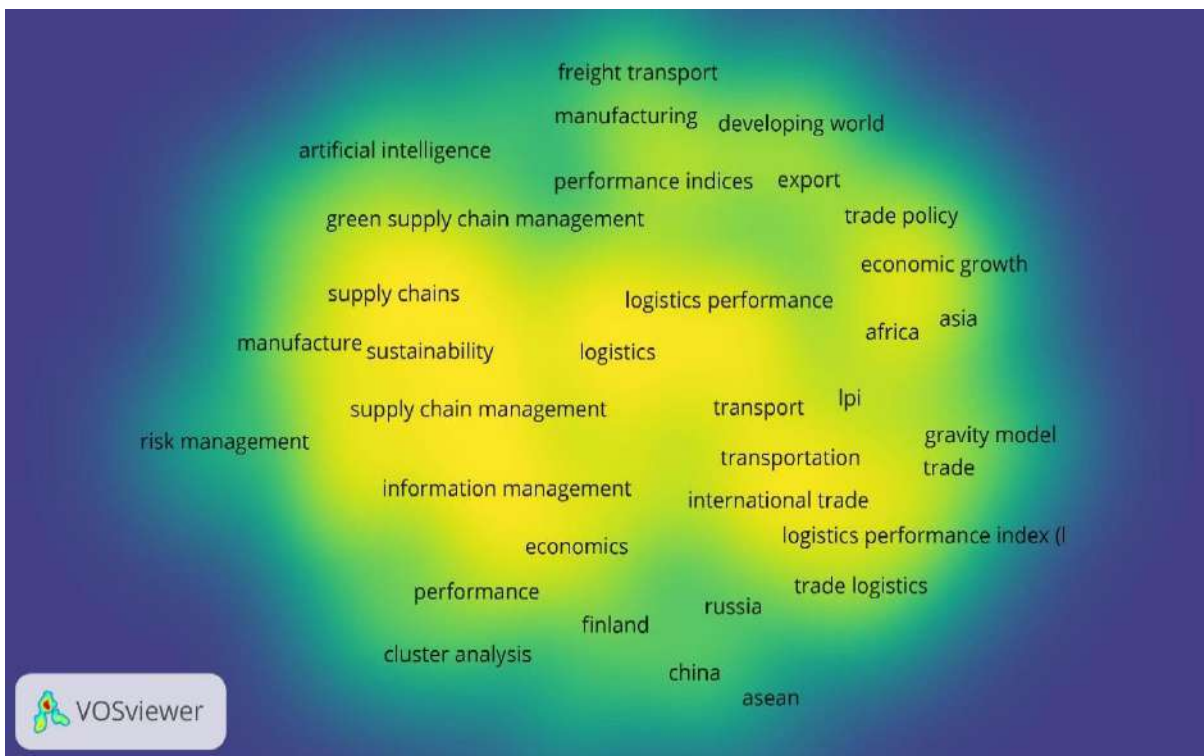 freight transport
manufacturing
developing world
artificial intelligence
performance indices
export
green supply chain management
trade policy
economic growth
supply chains
logistics performance
asia
africa
manufacture
sustainability
logistics
lpi
supply chain management
transport
risk management
gravity model
transportation
trade
information management
international trade
logistics performance index (l
economics
performance
trade logistics
russia
finland
cluster analysis
china
asean
VOSviewer